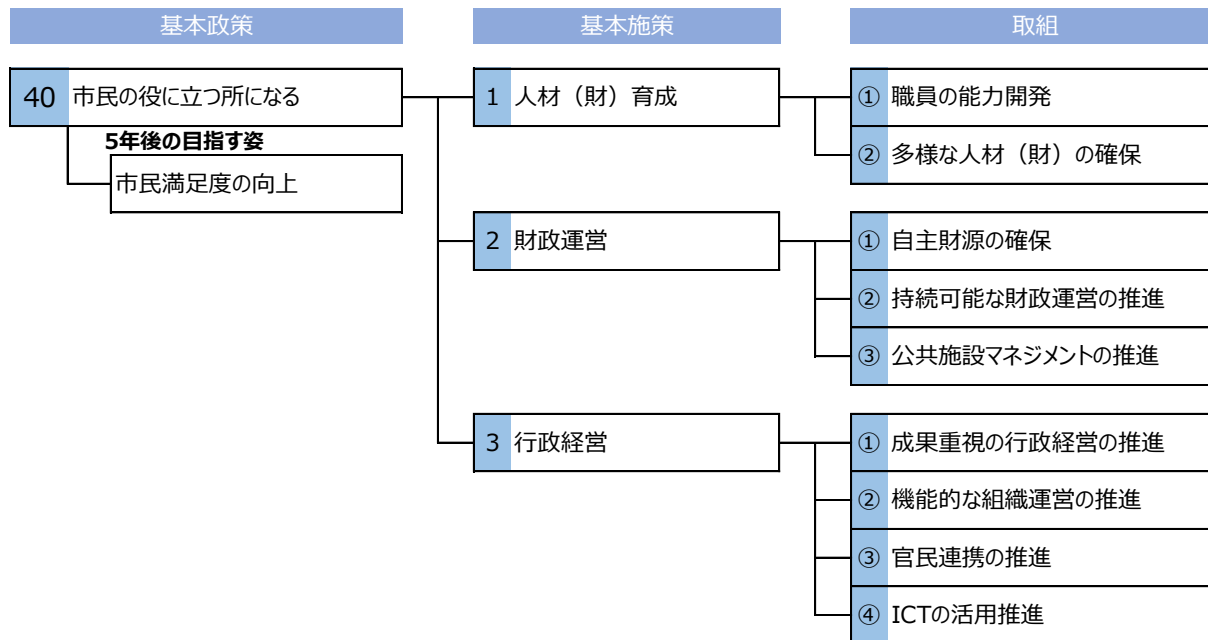 基本政策
基本施策
取組
40 市民の役に立つ所になる
5年後の目指す姿
市民満足度の向上
1 人材（財）育成
① 職員の能力開発
② 多様な人材（財）の確保
2 財政運営
① 自主財源の確保
② 持続可能な財政運営の推進
③ 公共施設マネジメントの推進
3 行政経営
① 成果重視の行政経営の推進
② 機能的な組織運営の推進
③ 官民連携の推進
④ ICTの活用推進